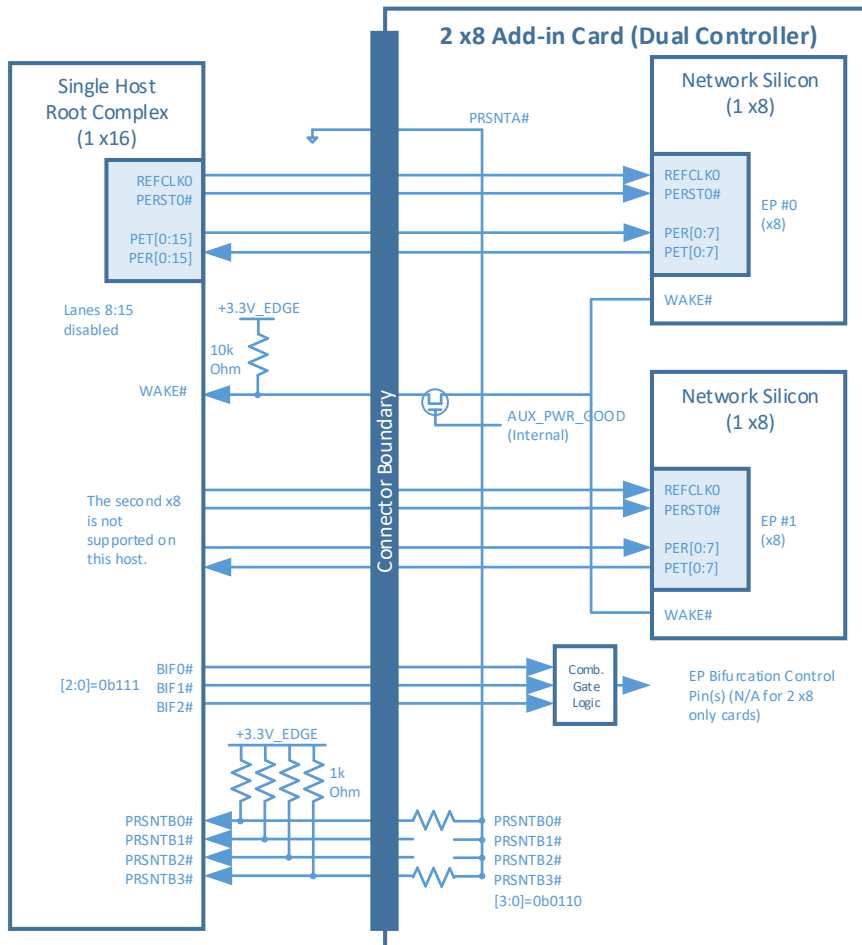 2 x8 Add-in Card (Dual Controller)
Single Host
Root Complex
(1 x16)
REFCLK0
PERST0#
PET[0:15]
PER[0:15]
Lanes 8:15
disabled
+3.3V_EDGE
10k
Ohm
WAKE#
The second x8
is not
supported on
this host.
[2:0]=0b111
BIF0#
BIF1#
BIF2#
+3.3V_EDGE
1k
Ohm
PRSNTB0#
PRSNTB1#
PRSNTB2#
PRSNTB3#
Connector Boundary
PRSNTA#
Network Silicon
(1 x8)
REFCLK0
PERST0#
PER[0:7]
PET[0:7]
EP #0
(x8)
WAKE#
AUX_PWR_GOOD
(Internal)
Network Silicon
(1 x8)
REFCLK0
PERST0#
PER[0:7]
PET[0:7]
EP #1
(x8)
WAKE#
Comb.
Gate
Logic
EP Bifurcation Control
Pin(s) (N/A for 2 x8
only cards)
PRSNTB0#
PRSNTB1#
PRSNTB2#
PRSNTB3#
[3:0]=0b0110